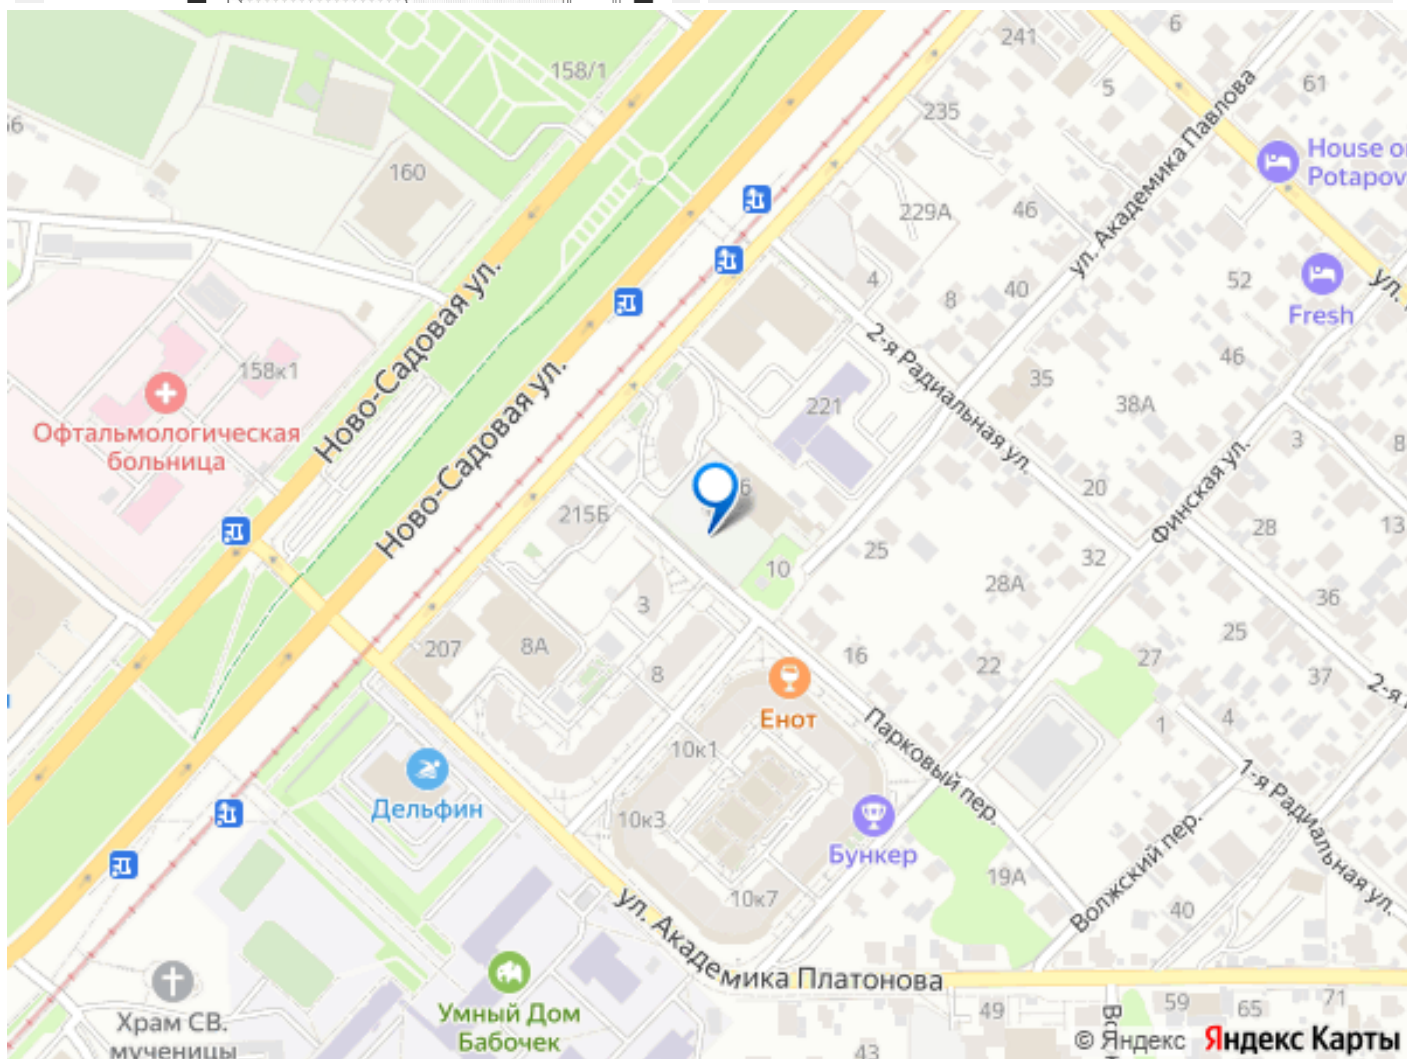 241
6
158/1
5
61
235
66
ул. Академика Павлова
House on
Potapov
160
229А
46
4
52
8
40
Ново-Садовая ул.
ул.
Fresh
2-я Радиальная ул.
46
158к1
35
Ново-Садовая ул.
221
38А
Офтальмологическая
больница
3
8
Финская ул.
6
20
215Б
28
13
25
32
10
28А
3
36
207
8А
25
16
22
27
8
37
2-я
Енот
Парковый пер.
1
4
10к1
1-я Радиальная ул.
Дельфин
10к3
Волжский пер.
Бункер
19А
10к7
40
ул. Академика Платонова
Умный Дом
Бабочек
Храм СВ.
мученицы
49
59
65
71
43
© Яндекс Яндекс Карты